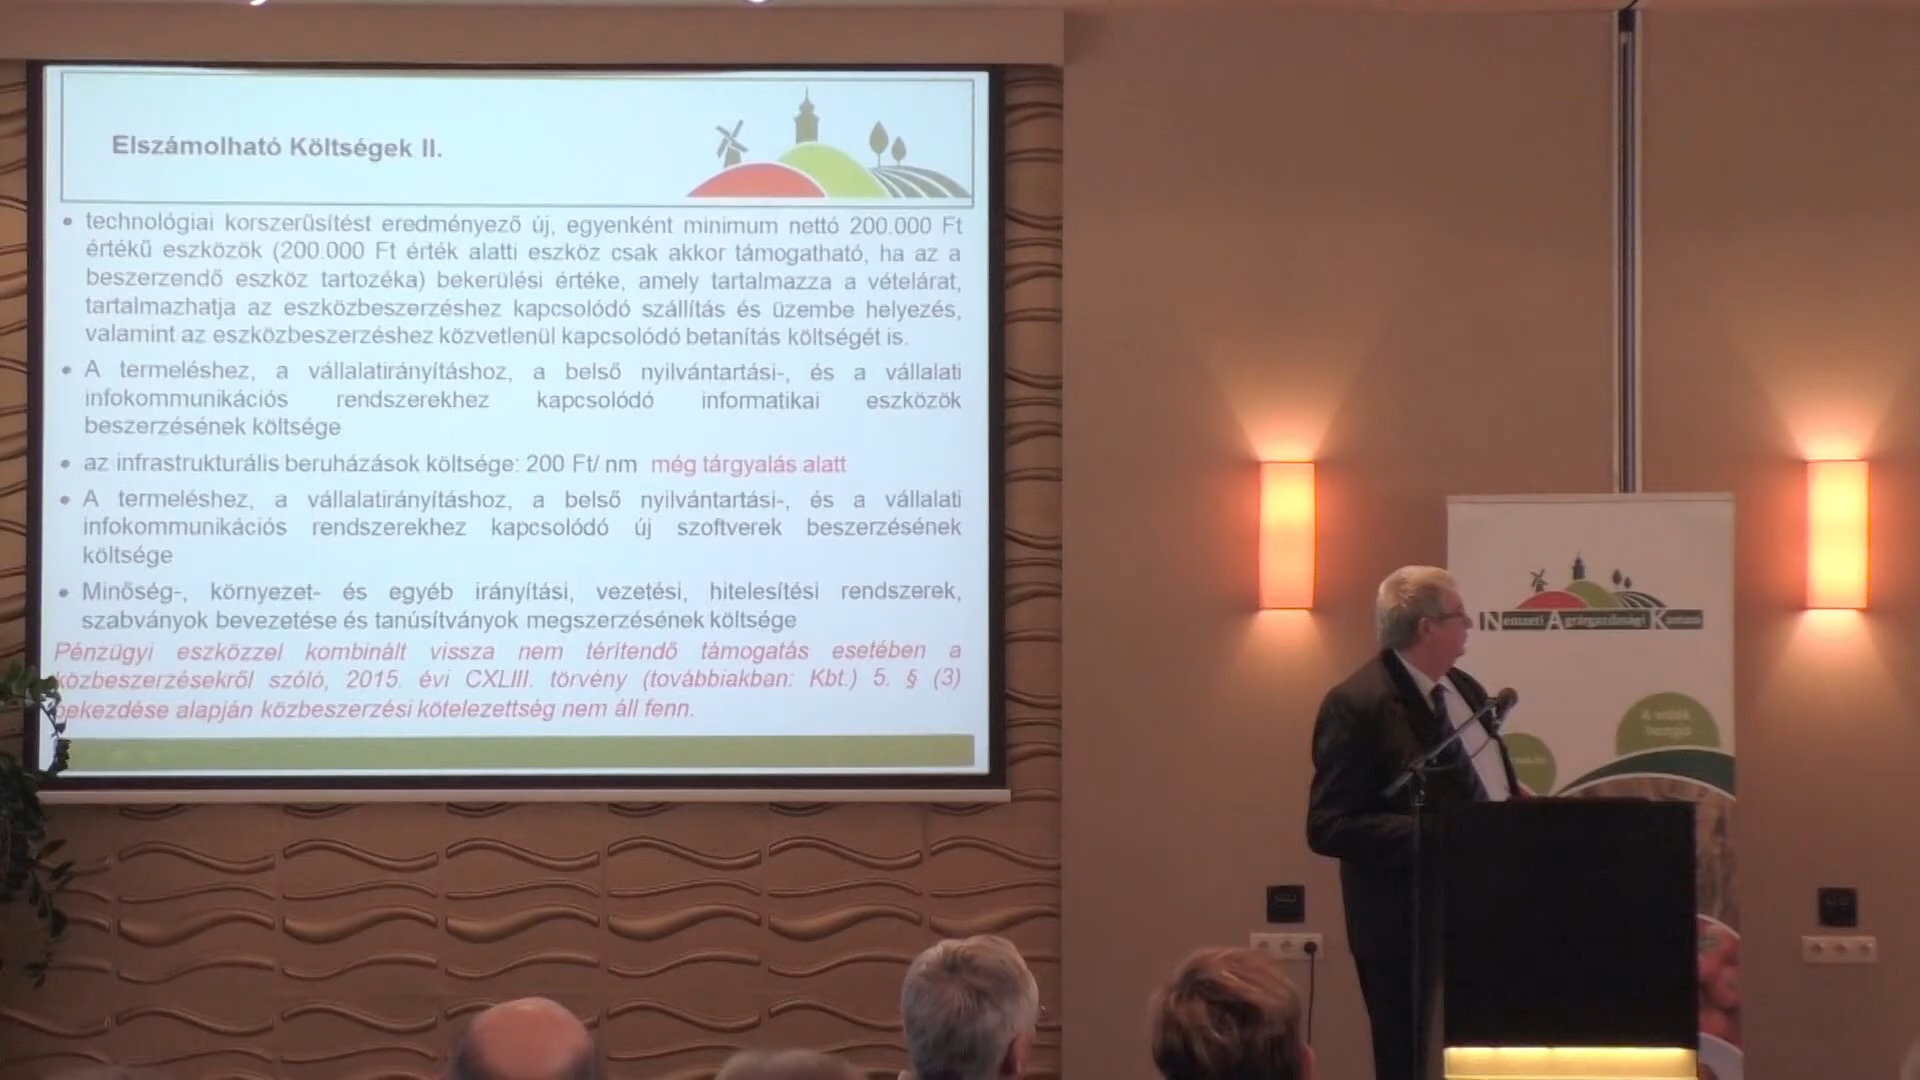 Elszámolható Költségek II.
• technológiai korszerűsítést eredményező új, egyenként minimum nettó 200.000 Ft
értékű eszközök (200.000 Ft érték alatti eszköz csak akkor támogatható, ha az a
beszerzendő eszköz tartozéka) bekerülési értéke, amely tartalmazza a vételárat,
tartalmazhatja az eszközbeszerzéshez kapcsolódó szállítás és üzembe helyezés,
valamint az eszközbeszerzéshez közvetlenül kapcsolódó betanítás költségét is.
• A termeléshez, a vállalatirányításhoz, a belső nyilvántartási-, és a vállalati
infokommunikációs rendszerekhez kapcsolódó informatikai eszközök
beszerzésének költsége
• az infrastrukturális beruházások költsége: 200 Ft/ nm még tárgyalás alatt
• A termeléshez, a vállalatirányításhoz, a belső nyilvántartási-, és a vállalati
infokommunikációs rendszerekhez kapcsolódó új szoftverek beszerzésének
költsége
• Minőség-, környezet- és egyéb irányítási, vezetési, hitelesítési rendszerek,
szabványok bevezetése és tanúsítványok megszerzésének költsége
Pénzügyi eszközzel kombinált vissza nem térítendő támogatás esetében a
közbeszerzésekről szóló, 2015. évi CXLIII. törvény (továbbiakban: Kbt.) 5. § (3)
bekezdése alapján közbeszerzési kötelezettség nem áll fenn.
Nemzeti Agrárgazdasági Kamara
A vidék
hangja